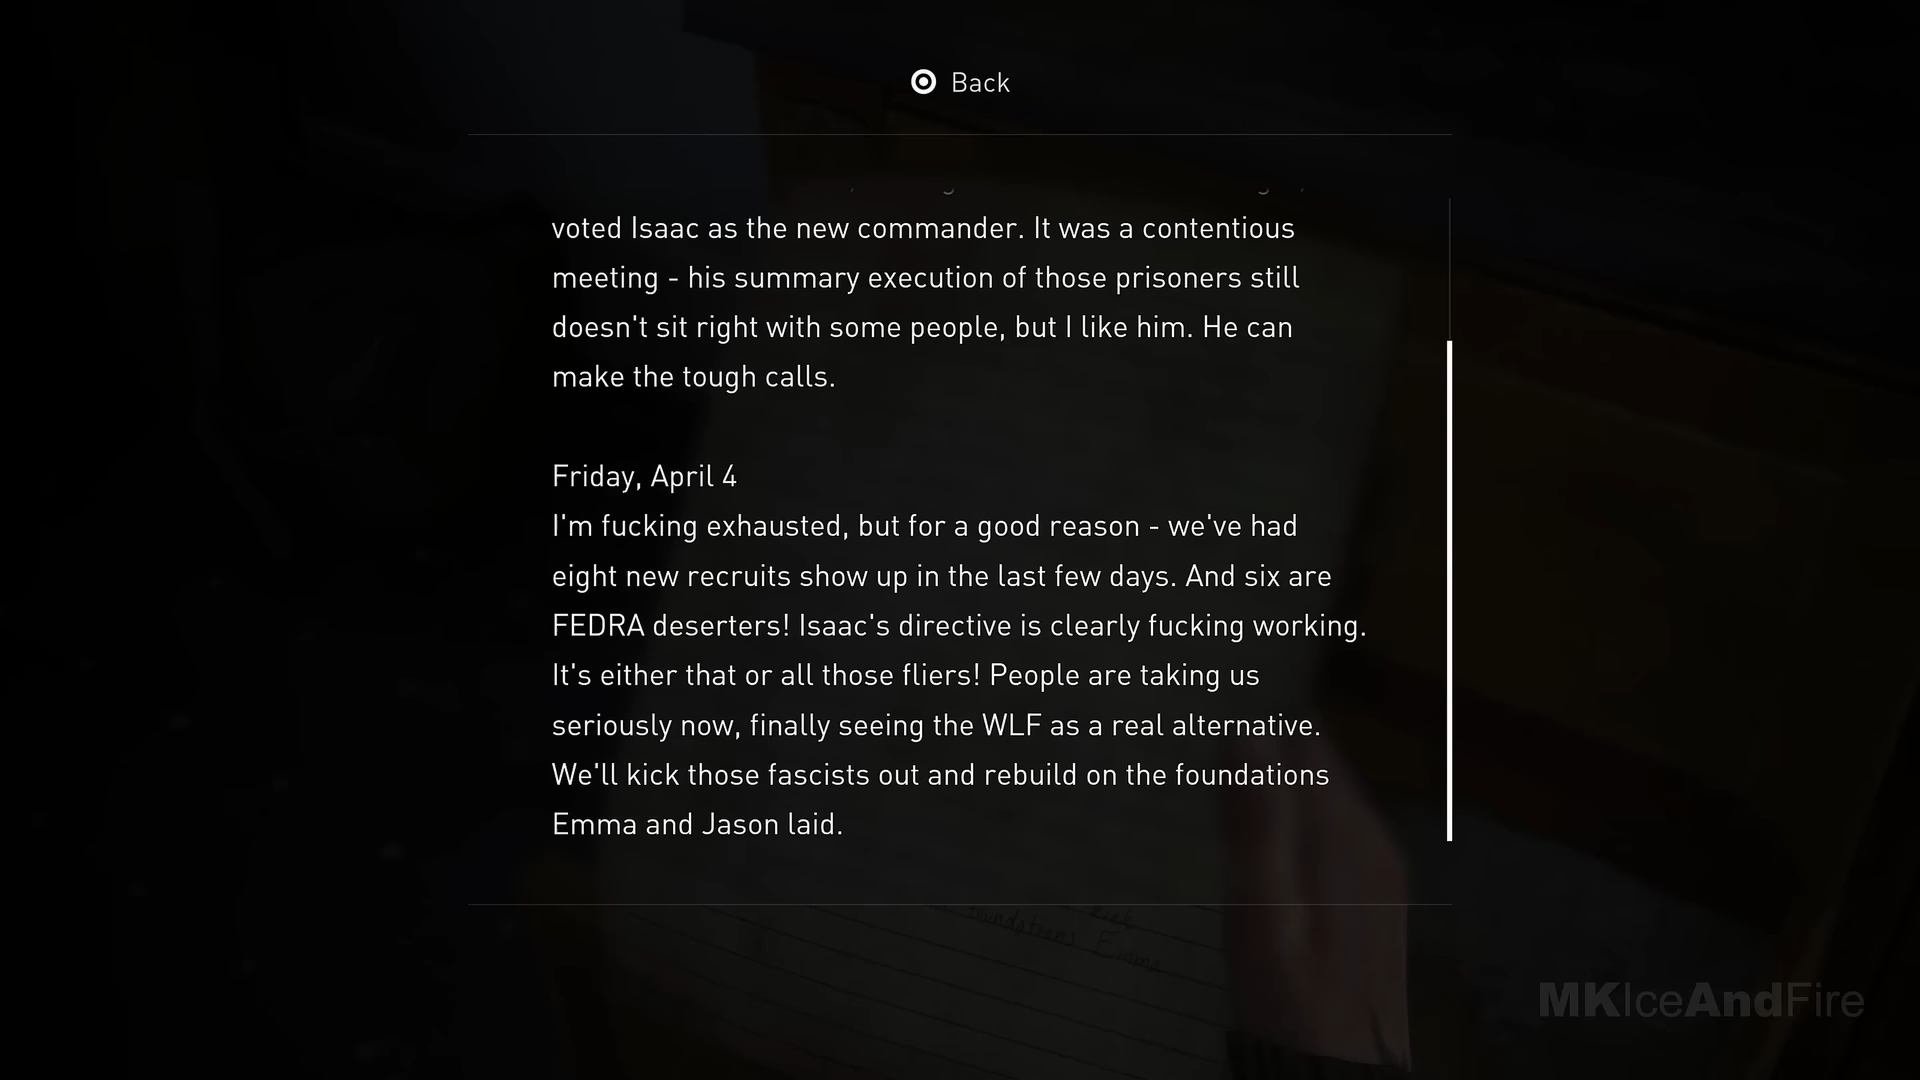 Back
voted Isaac as the new commander. It was a contentious
meeting - his summary execution of those prisoners still
doesn't sit right with some people, but I like him. He can
make the tough calls.
Friday, April 4
I'm fucking exhausted, but for a good reason - we've had
eight new recruits show up in the last few days. And six are
FEDRA deserters! Isaac's directive is clearly fucking working.
It's either that or all those fliers! People are taking us
seriously now, finally seeing the WLF as a real alternative.
We'll kick those fascists out and rebuild on the foundations
Emma and Jason laid.
kick
foundations Emma
MKIceAndFire